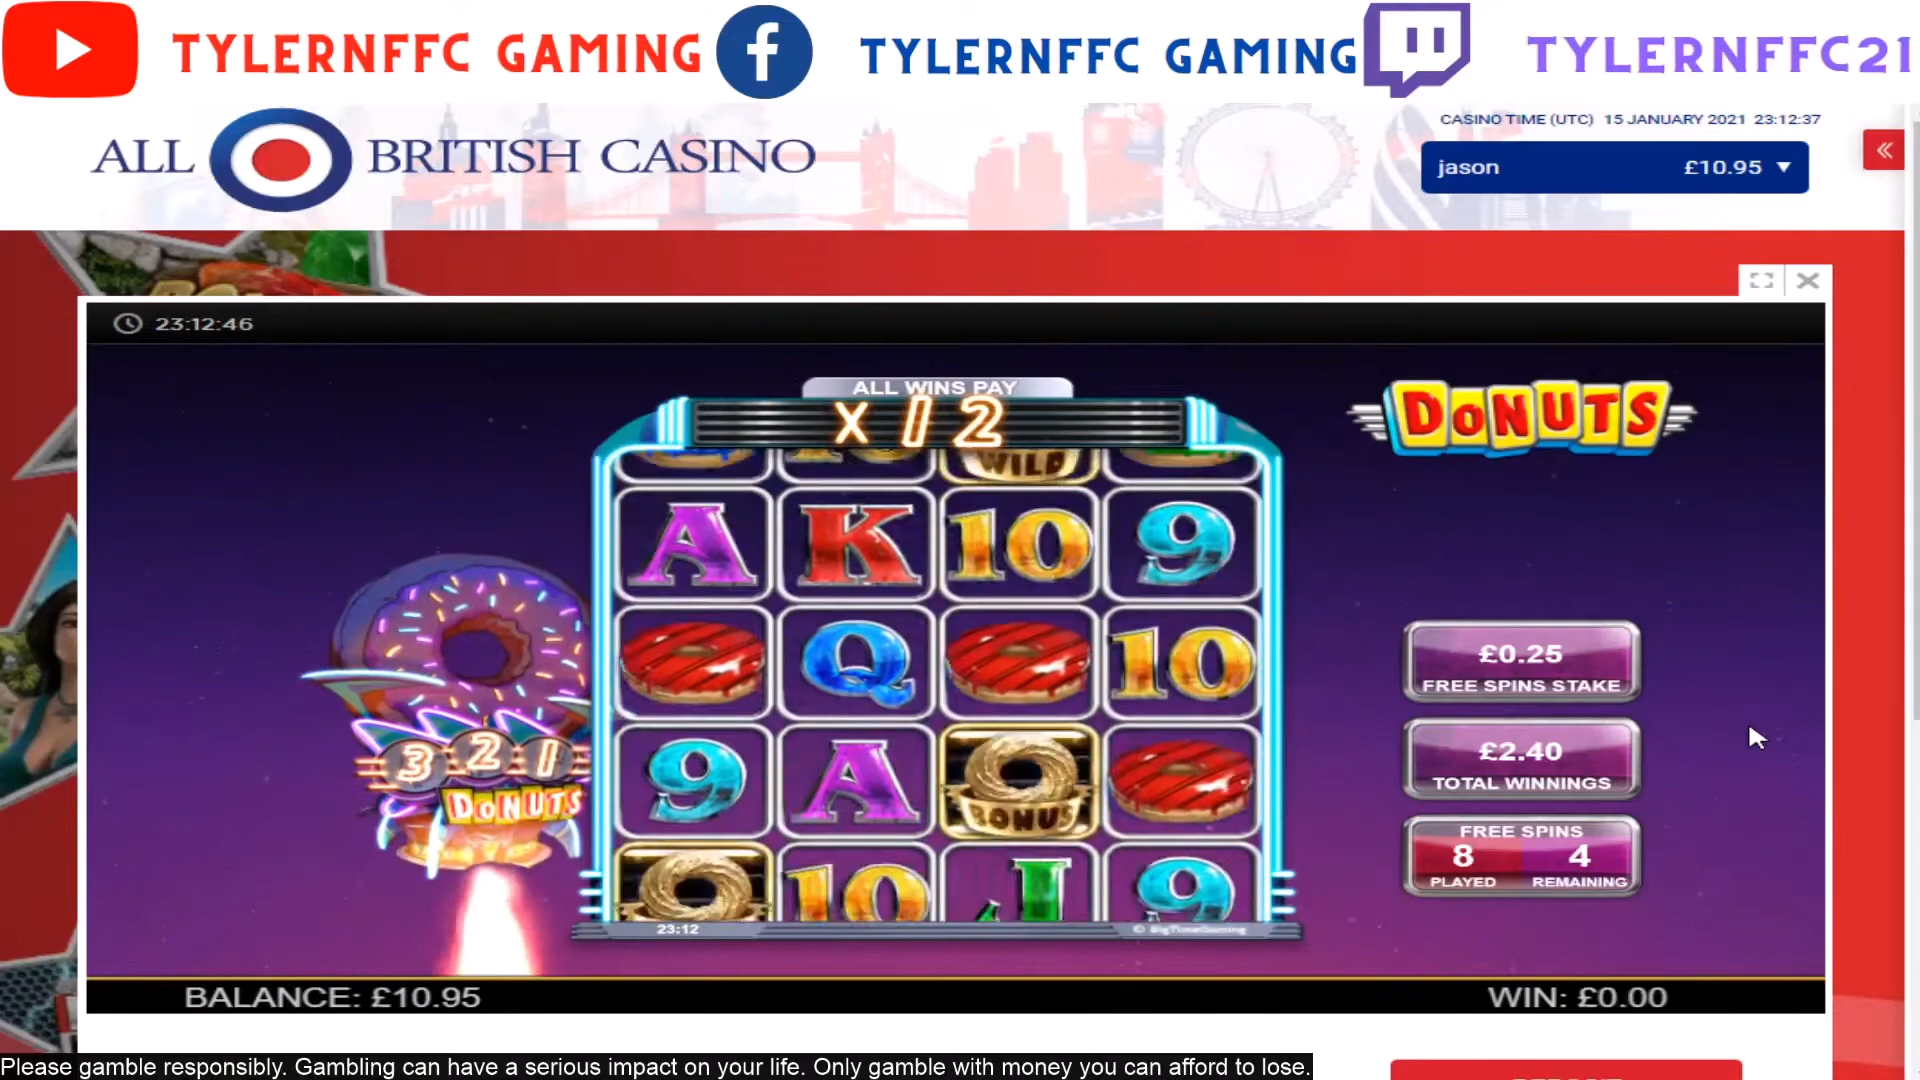 TYLERNFFC GAMING
TYLERNFFC GAMING
TYLERNFFC21
ALL BRITISH CASINO
CASINO TIME (UTC) 15 JANUARY 2021 23:12:37
jason £10.95
23:12:46
ALL WINS PAY
X 12
DONUTS
WILD
A K 10 9
Q 10
9 A BONUS
10 J 9
3 2 1
DONUTS
£0.25
FREE SPINS STAKE
£2.40
TOTAL WINNINGS
FREE SPINS
8 4
PLAYED REMAINING
23:12
© BigTimeGaming
BALANCE: £10.95
WIN: £0.00
Please gamble responsibly. Gambling can have a serious impact on your life. Only gamble with money you can afford to lose.